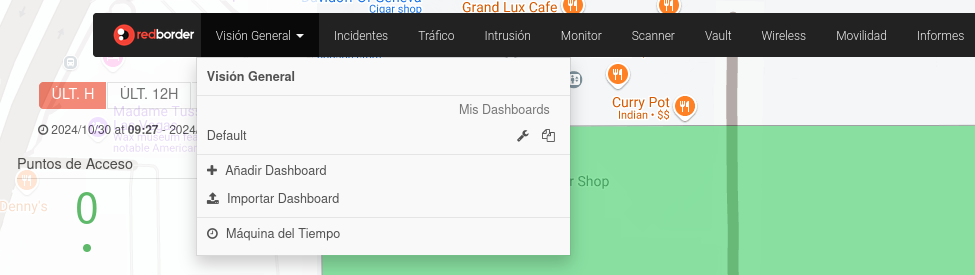 Cigar shop
Grand Lux Cafe
redborder
Visión General
Incidentes
Tráfico
Intrusión
Monitor
Scanner
Vault
Wireless
Movilidad
Informes
Visión General
ÚLT. H
ÚLT. 12H
Mis Dashboards
Curry Pot
Indian • $$
Madame Tuss
2024/10/30 at 09:27 - 2024
Default
Wax museum
notable American
Puntos de Acceso
Añadir Dashboard
r Shop
Importar Dashboard
Denny's
0
Máquina del Tiempo